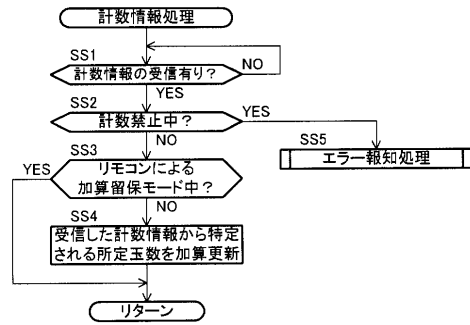 計数情報処理
SS1
計数情報の受信有り?
NO
YES
SS2
計数禁止中?
YES
NO
SS5
エラー報知処理
SS3
YES
リモコンによる
加算留保モード中?
NO
SS4
受信した計数情報から特定
される所定玉数を加算更新
リターン